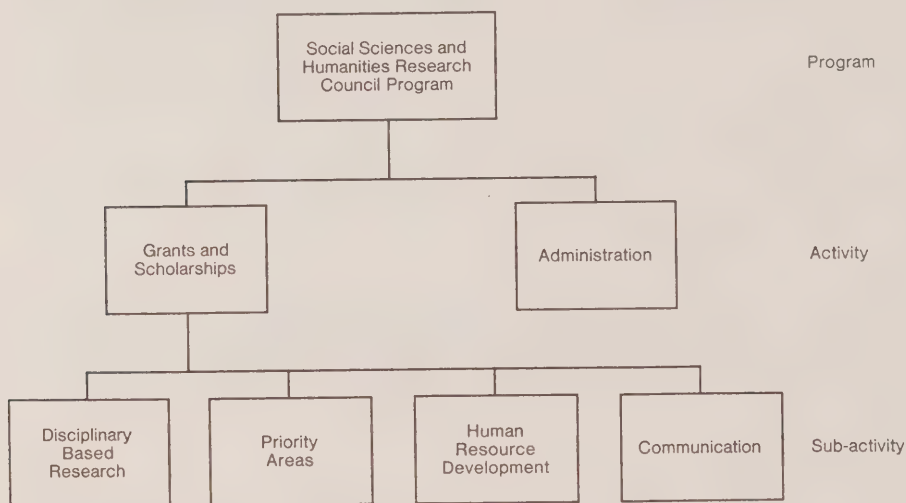 Social Sciences and
Humanities Research
Council Program
Program
Grants and
Scholarships
Administration
Activity
Disciplinary
Based
Research
Priority
Areas
Human
Resource
Development
Communication
Sub-activity